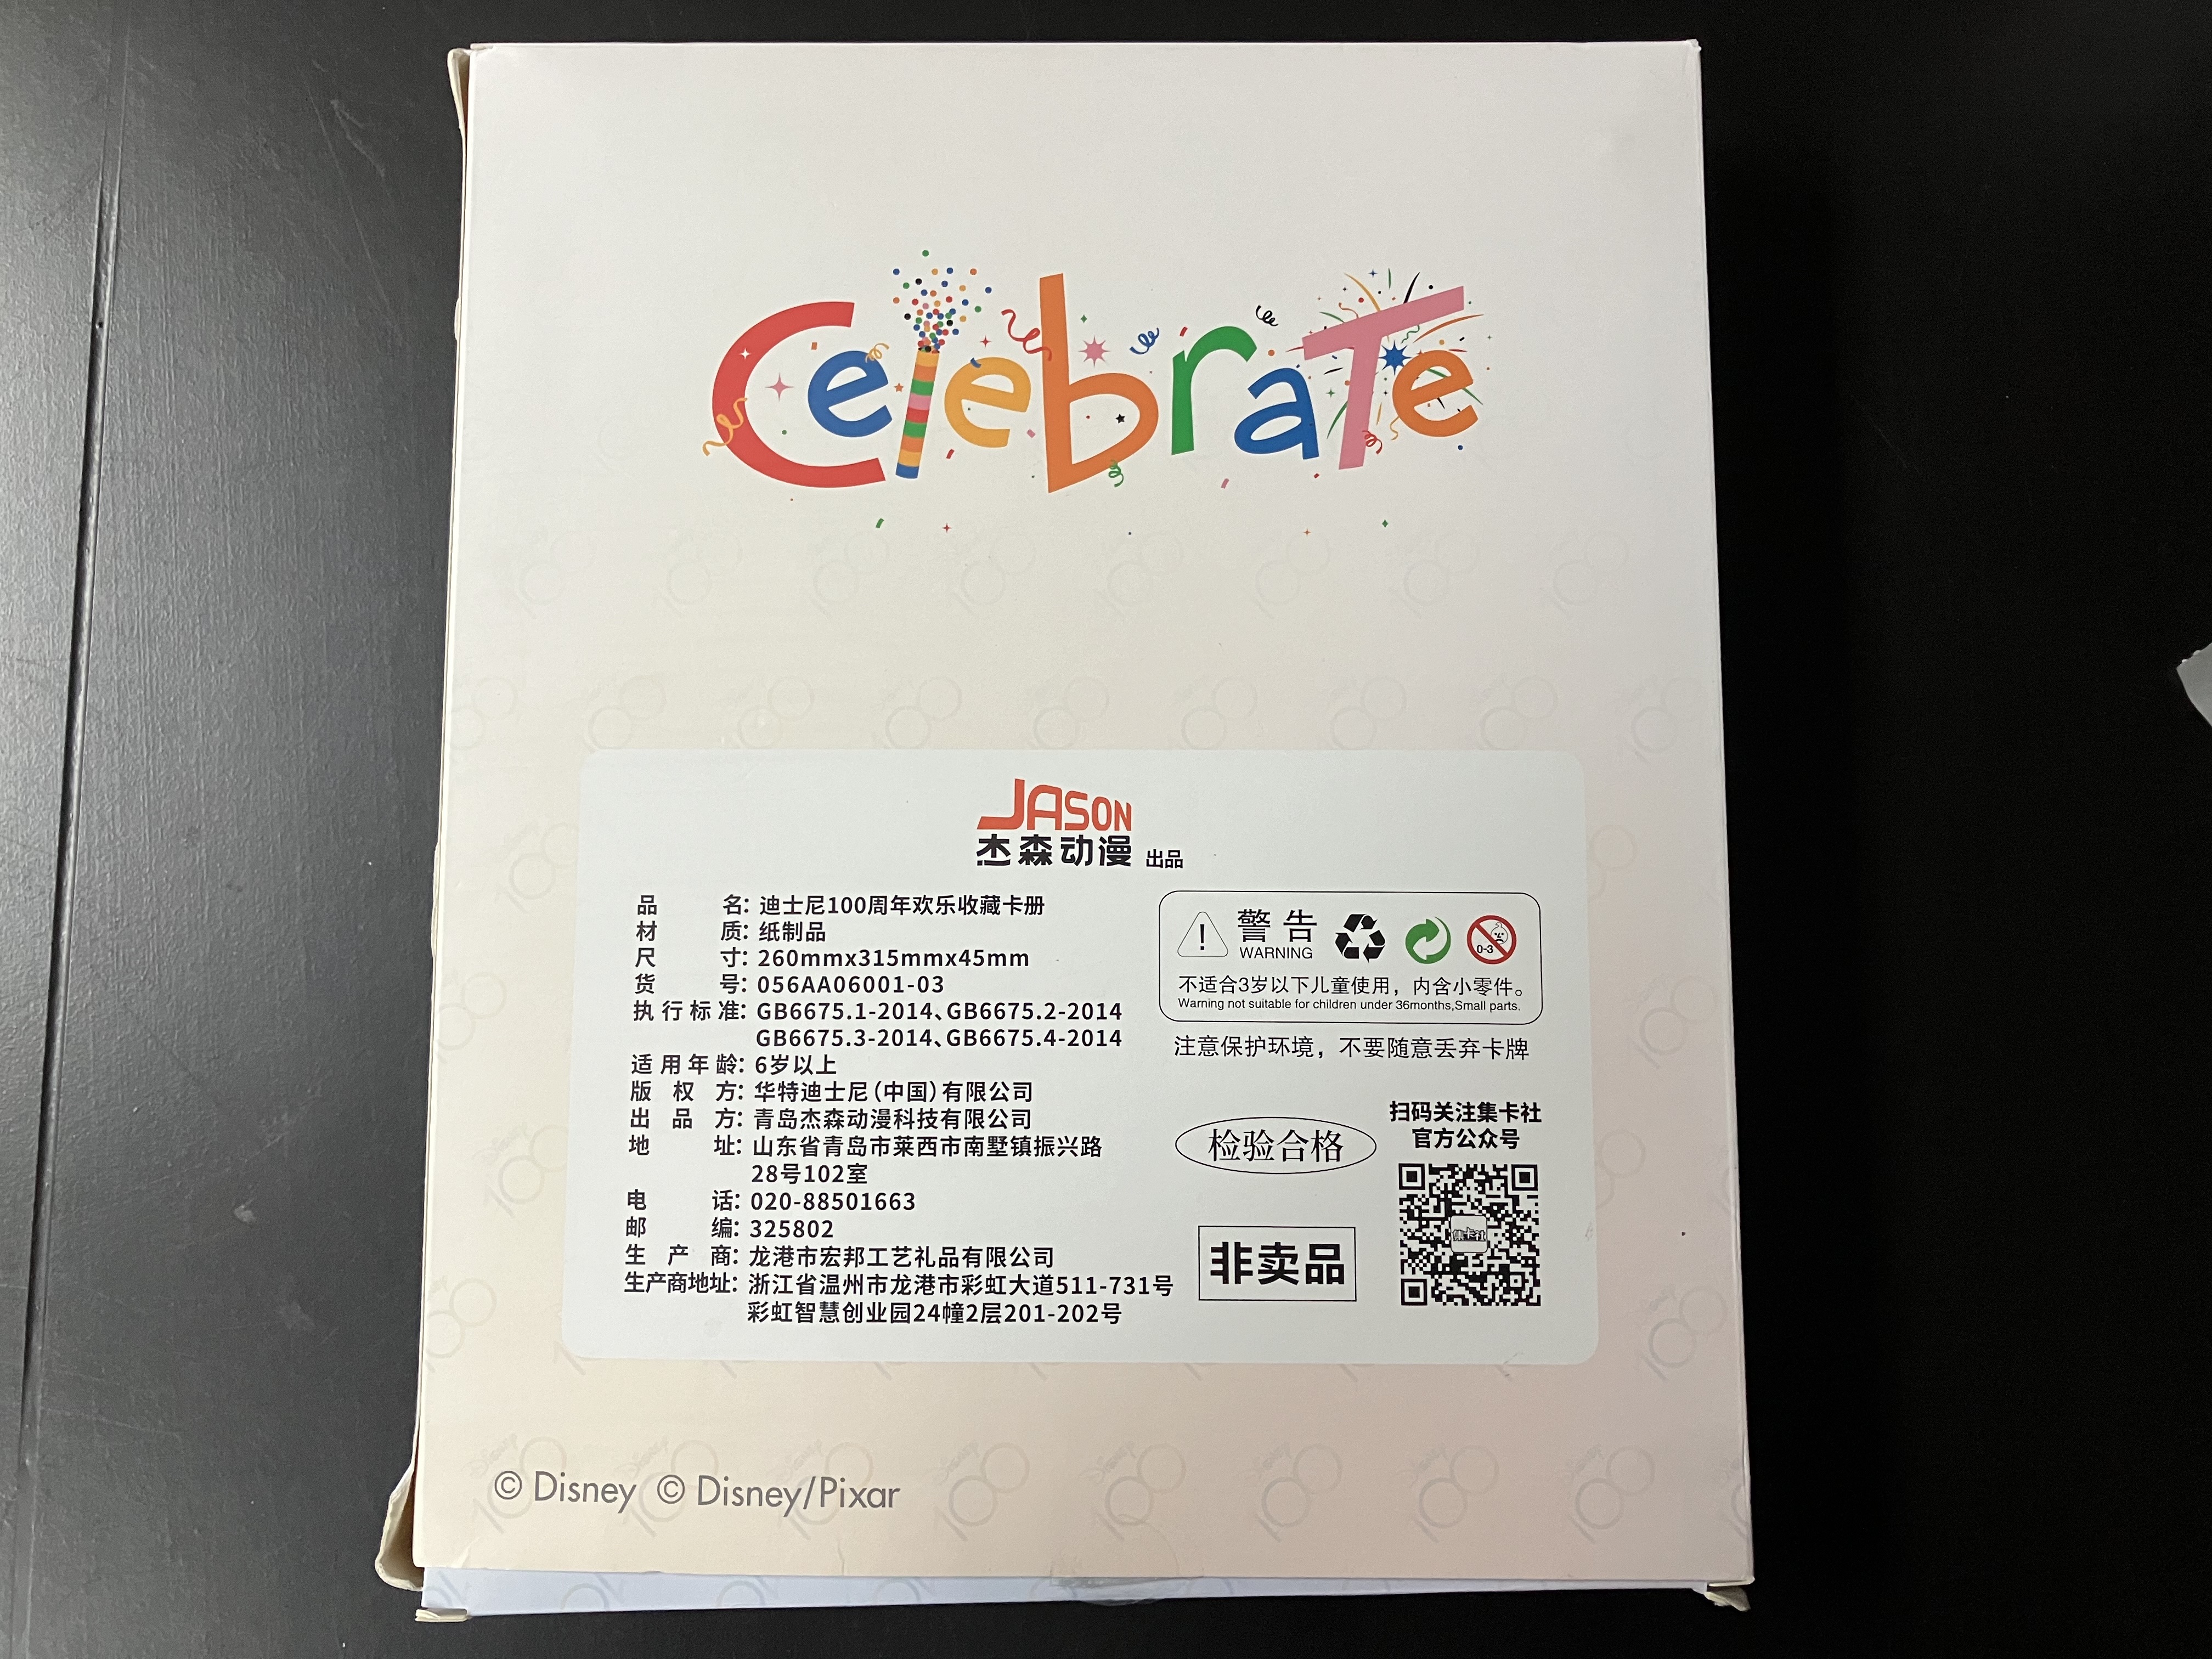 Celebrate
JASON
杰森动漫 出品
品 名：迪士尼100周年欢乐收藏卡册
材 质：纸制品
尺 寸：260mmx315mmx45mm
货 号：056AA06001-03
执行标准：GB6675.1-2014、GB6675.2-2014
GB6675.3-2014、GB6675.4-2014
适用年龄：6岁以上
版 权 方：华特迪士尼（中国）有限公司
出 品 方：青岛杰森动漫科技有限公司
地 址：山东省青岛市莱西市南墅镇振兴路
28号102室
电 话：020-88501663
邮 编：325802
生 产 商：龙港市宏邦工艺礼品有限公司
生产商地址：浙江省温州市龙港市彩虹大道511-731号
彩虹智慧创业园24幢2层201-202号
警告
WARNING
0-3
不适合3岁以下儿童使用，内含小零件。
Warning not suitable for children under 36months,Small parts.
注意保护环境，不要随意丢弃卡牌
检验合格
扫码关注集卡社
官方公众号
集卡社
非卖品
© Disney © Disney/Pixar
Disney 100